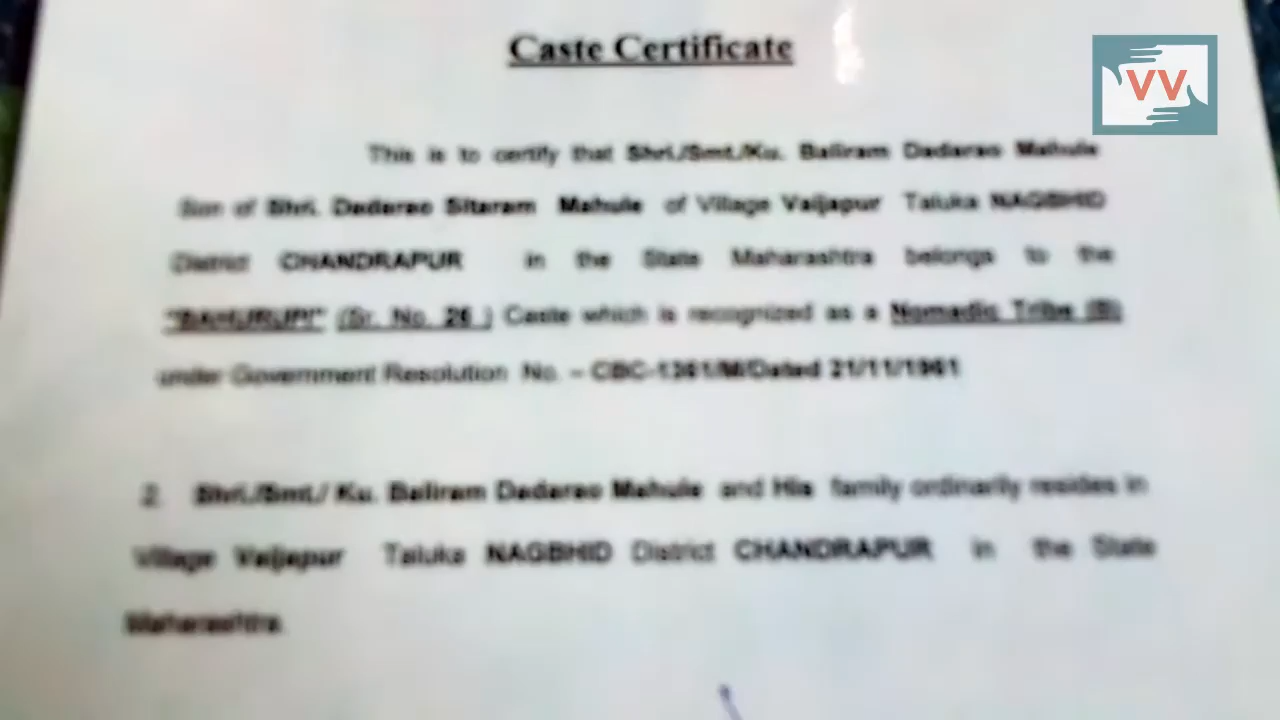 Caste Certificate
VV
This is to certify that Shri./Smt./Ku. Baliram Dadarao Mahule
Son of Shri. Dadarao Sitaram Mahule of Village Vaijapur Taluka NAGBHID
District CHANDRAPUR in the State Maharashtra belongs to the
"BAHURUPI" (Sr. No. 26 ) Caste which is recognized as a Nomadic Tribe (B)
under Government Resolution No. – CBC-1361/M/Dated 21/11/1961
2. Shri./Smt./ Ku. Baliram Dadarao Mahule and His family ordinarily resides in
Village Vaijapur Taluka NAGBHID District CHANDRAPUR in the State
Maharashtra.